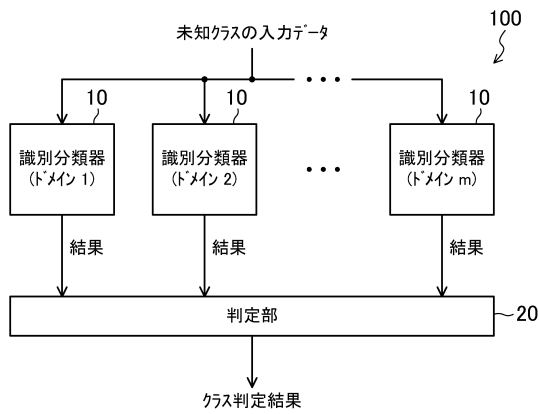 未知クラスの入力データ
100
10
10
10
識別分類器
(ドメイン 1)
識別分類器
(ドメイン 2)
識別分類器
(ドメイン m)
結果
結果
結果
判定部
20
クラス判定結果